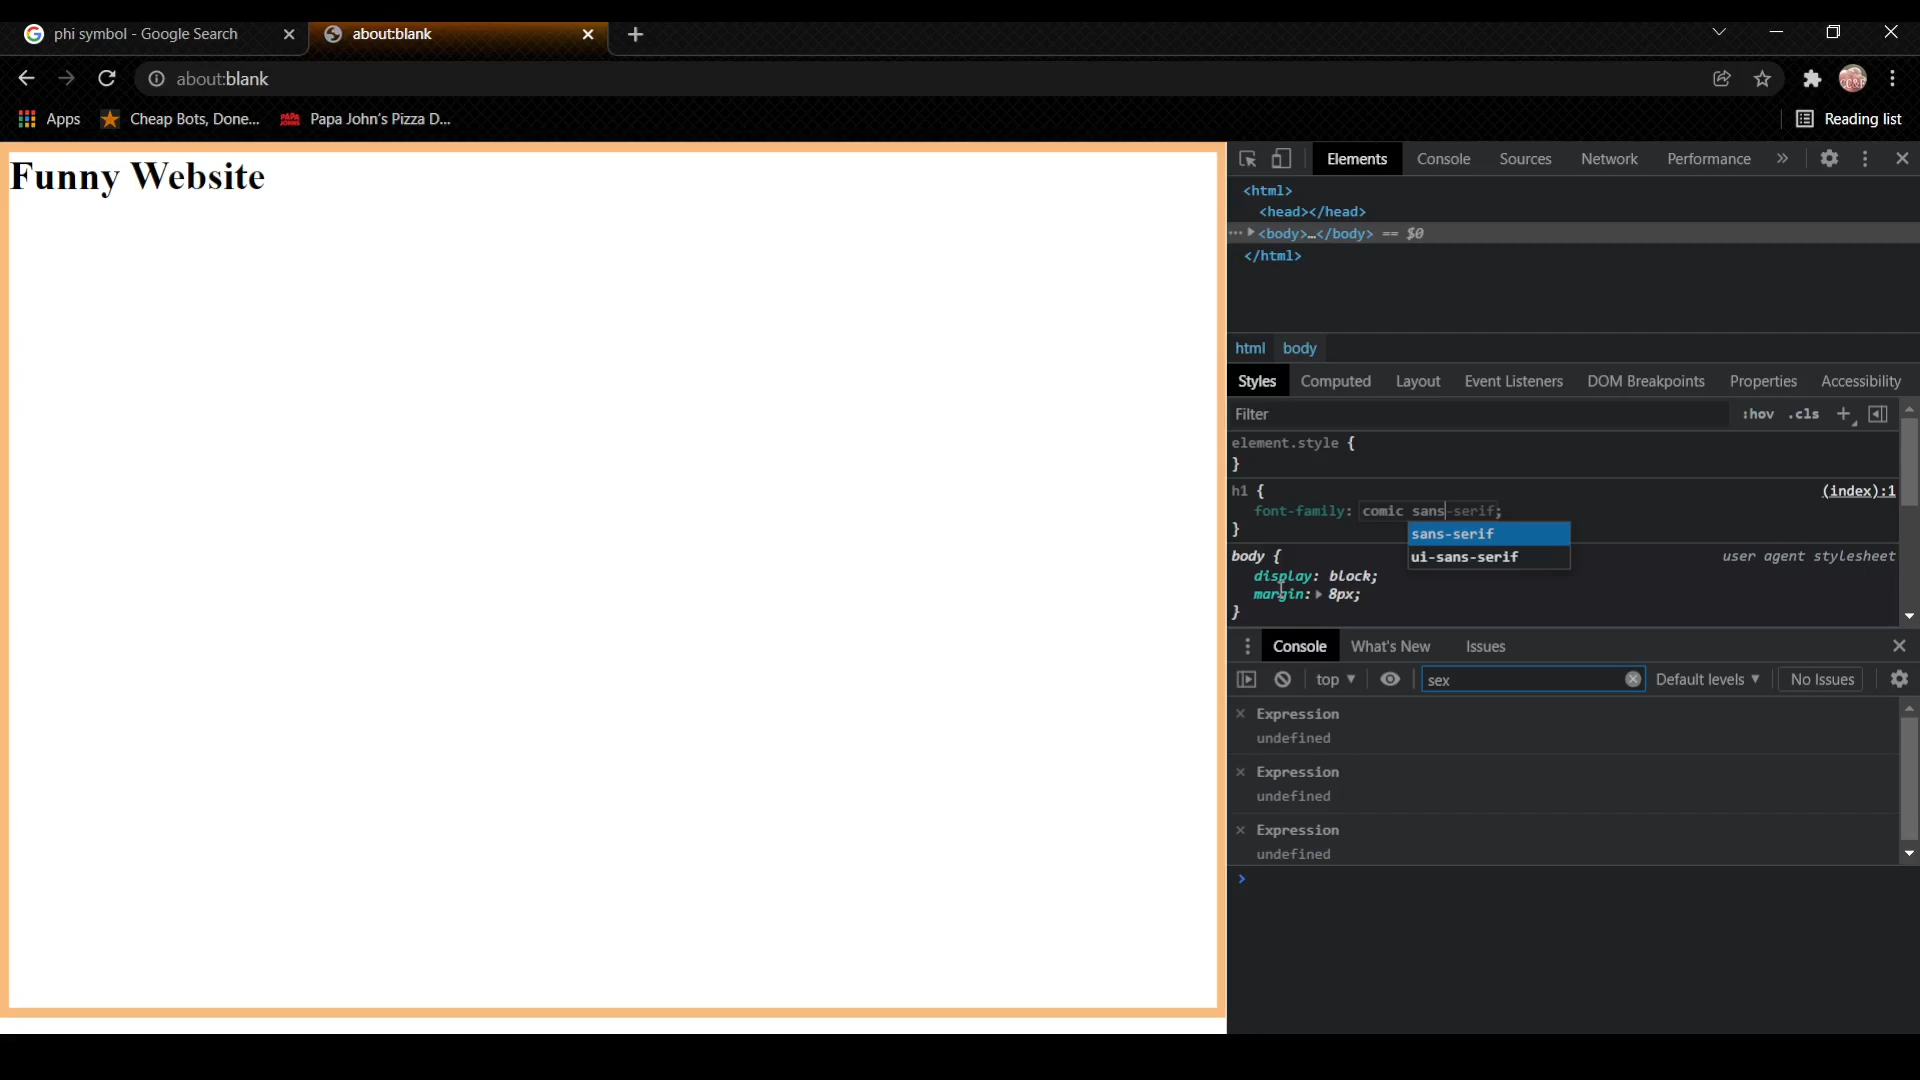 phi symbol - Google Search
about:blank
about:blank
Apps
Cheap Bots, Done...
PAPA JOHNS
Papa John's Pizza D...
Reading list
Funny Website
Elements
Console
Sources
Network
Performance
<html>
<head></head>
<body>…</body> == $0
</html>
html
body
Styles
Computed
Layout
Event Listeners
DOM Breakpoints
Properties
Accessibility
Filter
:hov
.cls
element.style {
}
h1 {
(index):1
font-family: comic sans-serif;
}
sans-serif
ui-sans-serif
body {
user agent stylesheet
display: block;
margin: 8px;
}
Console
What's New
Issues
top
sex
Default levels
No Issues
Expression
undefined
Expression
undefined
Expression
undefined